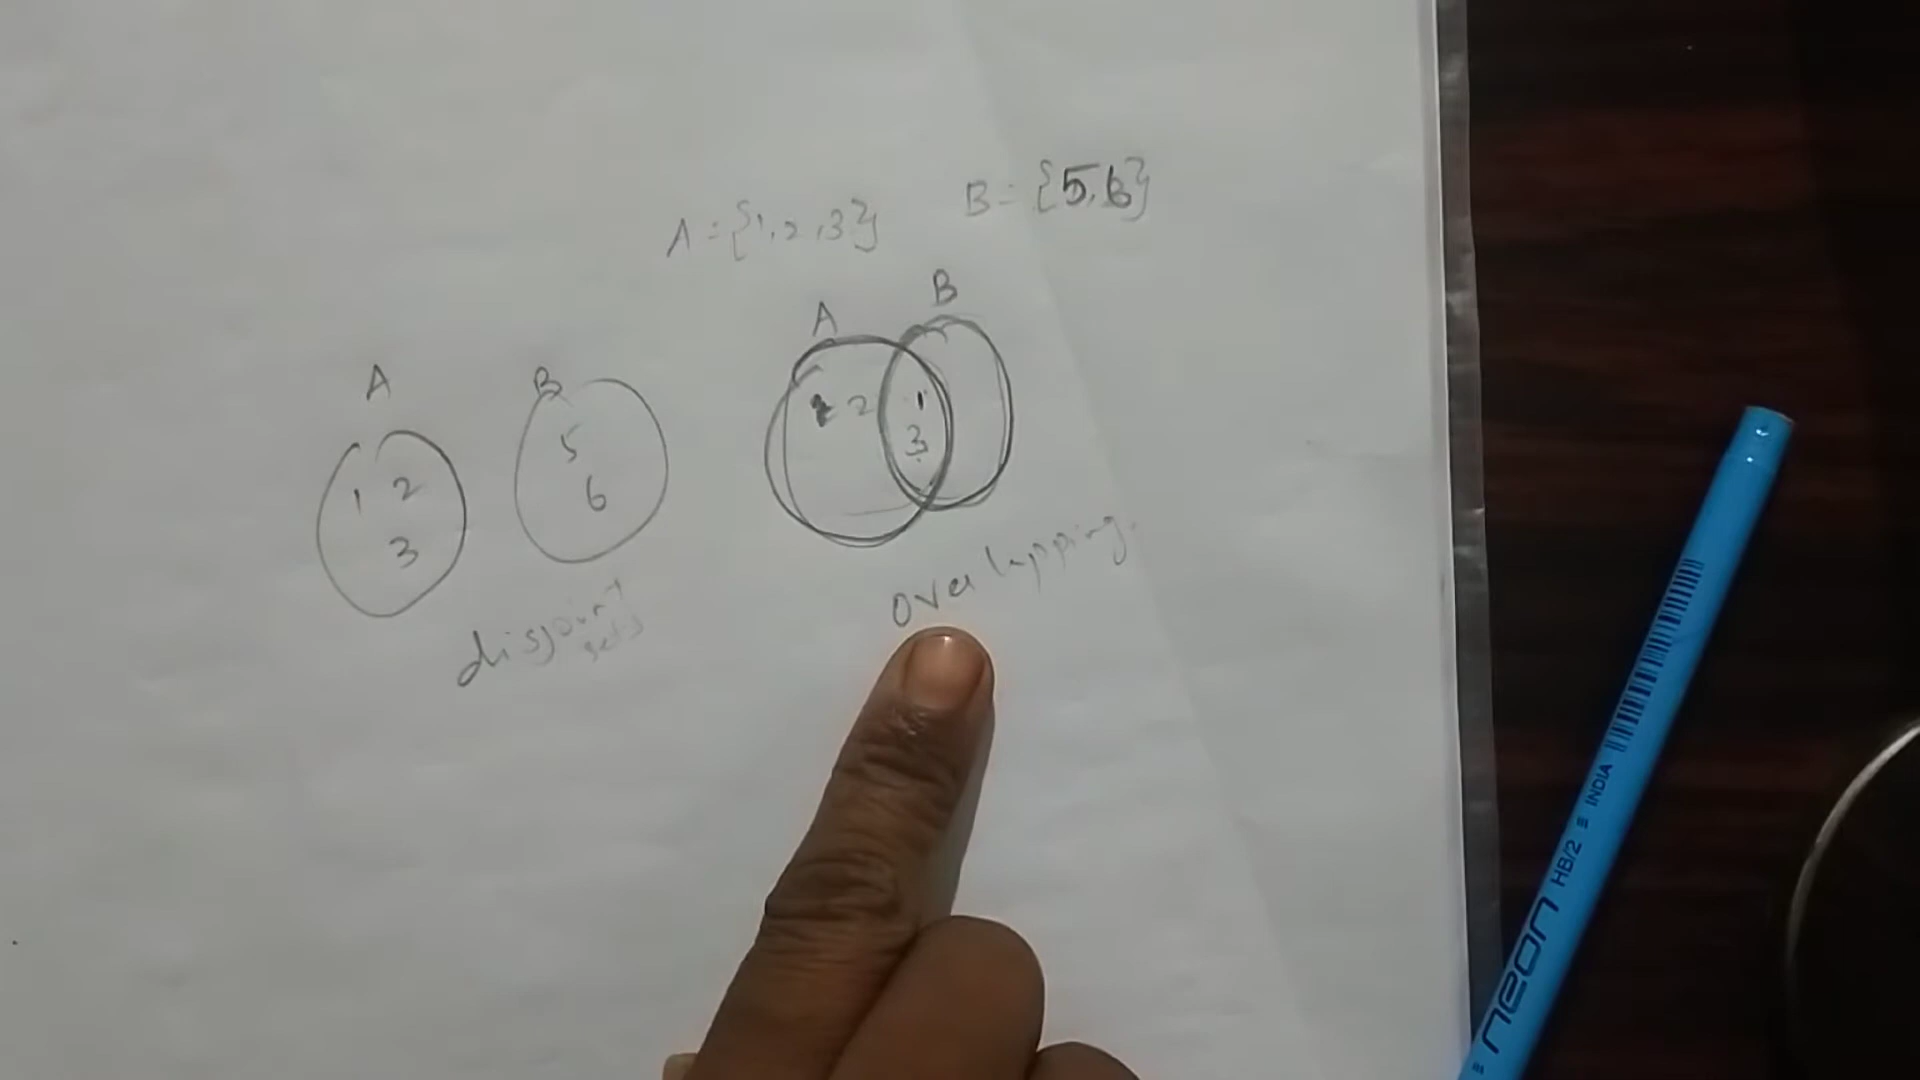 A = {1, 2, 3} B = {5, 6}
A B A B
1 2
3
5
6
2 1
3
disjoint
sets
overlapping.
neon HB/2 ≡ INDIA